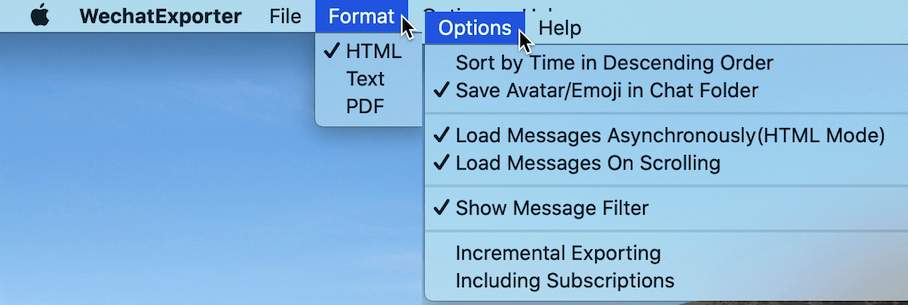 WechatExporter File Format
HTML
Text
PDF
Options Help
Sort by Time in Descending Order
Save Avatar/Emoji in Chat Folder
Load Messages Asynchronously(HTML Mode)
Load Messages On Scrolling
Show Message Filter
Incremental Exporting
Including Subscriptions